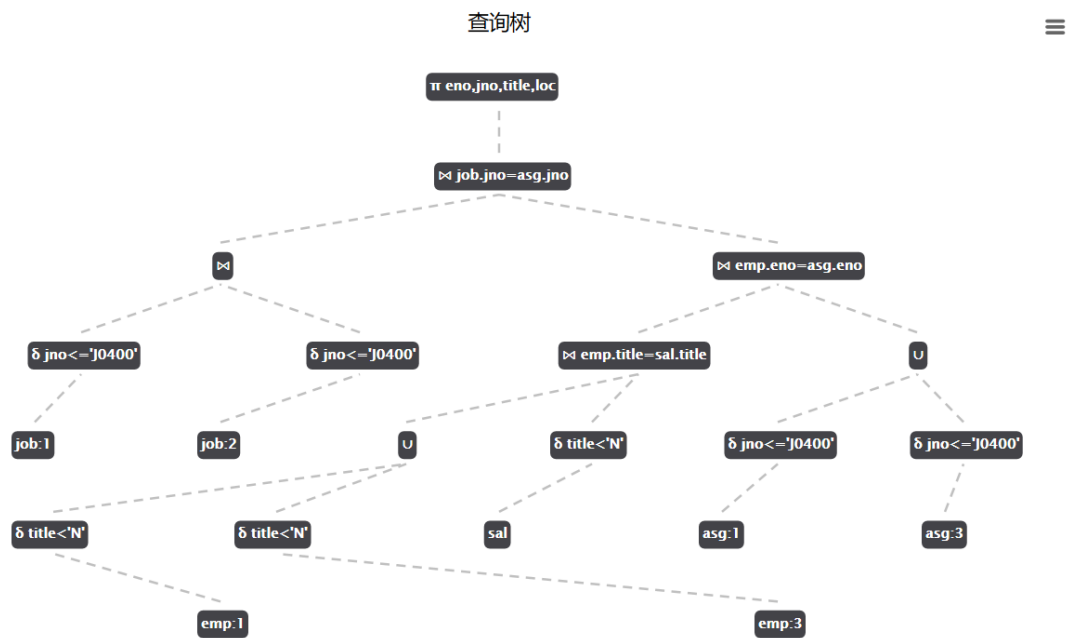 查询树
π eno,jno,title,loc
⋈ job.jno=asg.jno
⋈
⋈ emp.eno=asg.eno
δ jno<='J0400'
δ jno<='J0400'
⋈ emp.title=sal.title
∪
job:1
job:2
∪
δ title<'N'
δ jno<='J0400'
δ jno<='J0400'
δ title<'N'
δ title<'N'
sal
asg:1
asg:3
emp:1
emp:3